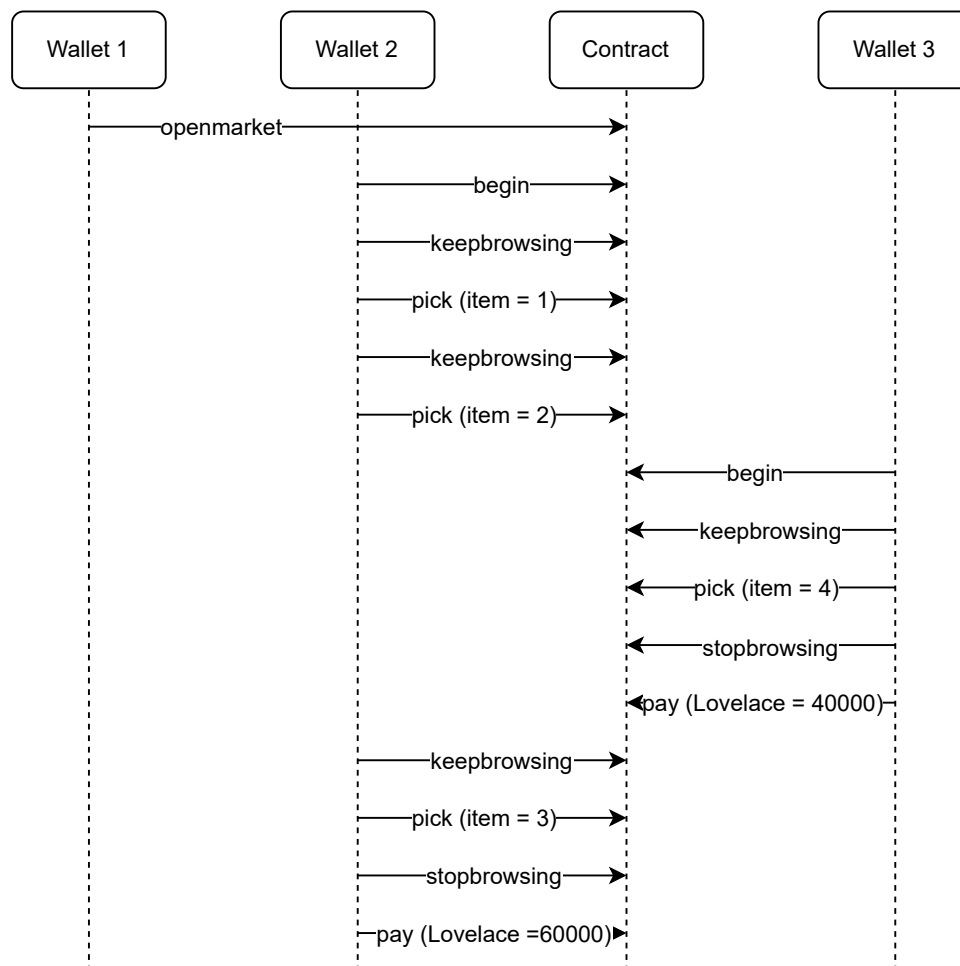 Wallet 1
Wallet 2
Contract
Wallet 3
openmarket
begin
keepbrowsing
pick (item = 1)
keepbrowsing
pick (item = 2)
begin
keepbrowsing
pick (item = 4)
stopbrowsing
pay (Lovelace = 40000)
keepbrowsing
pick (item = 3)
stopbrowsing
pay (Lovelace =60000)